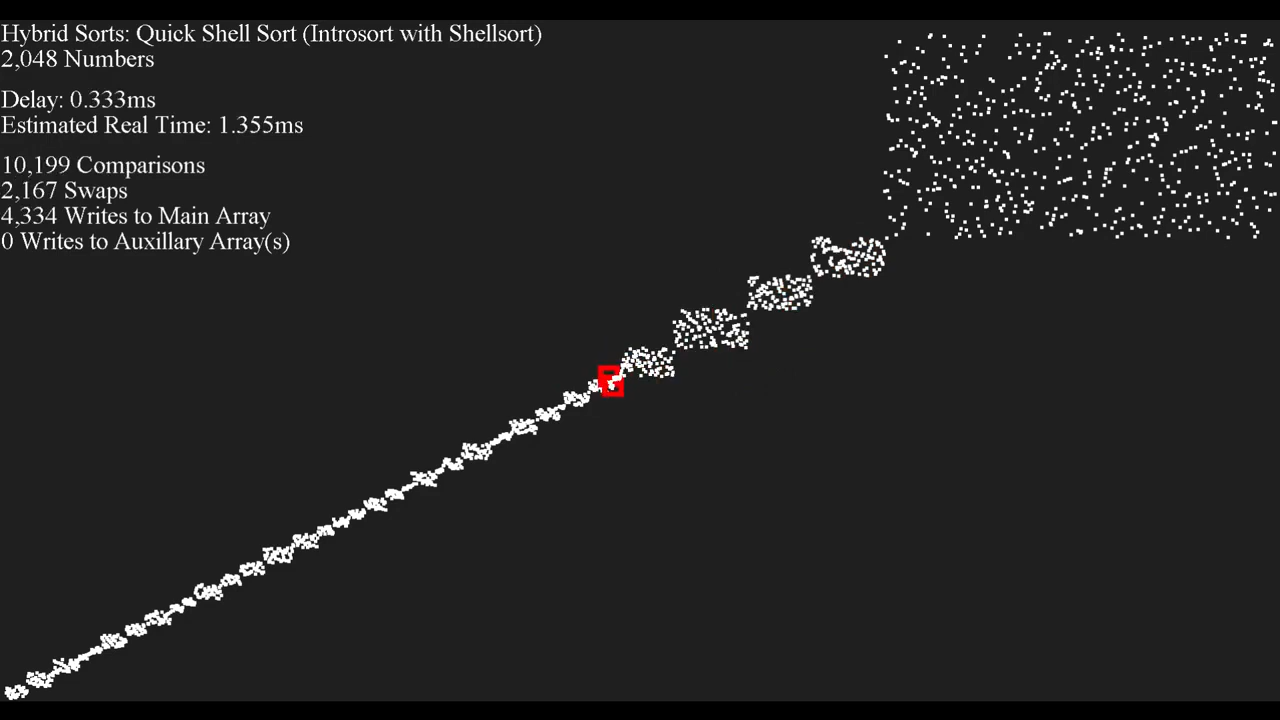 Hybrid Sorts: Quick Shell Sort (Introsort with Shellsort)
2,048 Numbers
Delay: 0.333ms
Estimated Real Time: 1.355ms
10,199 Comparisons
2,167 Swaps
4,334 Writes to Main Array
0 Writes to Auxillary Array(s)